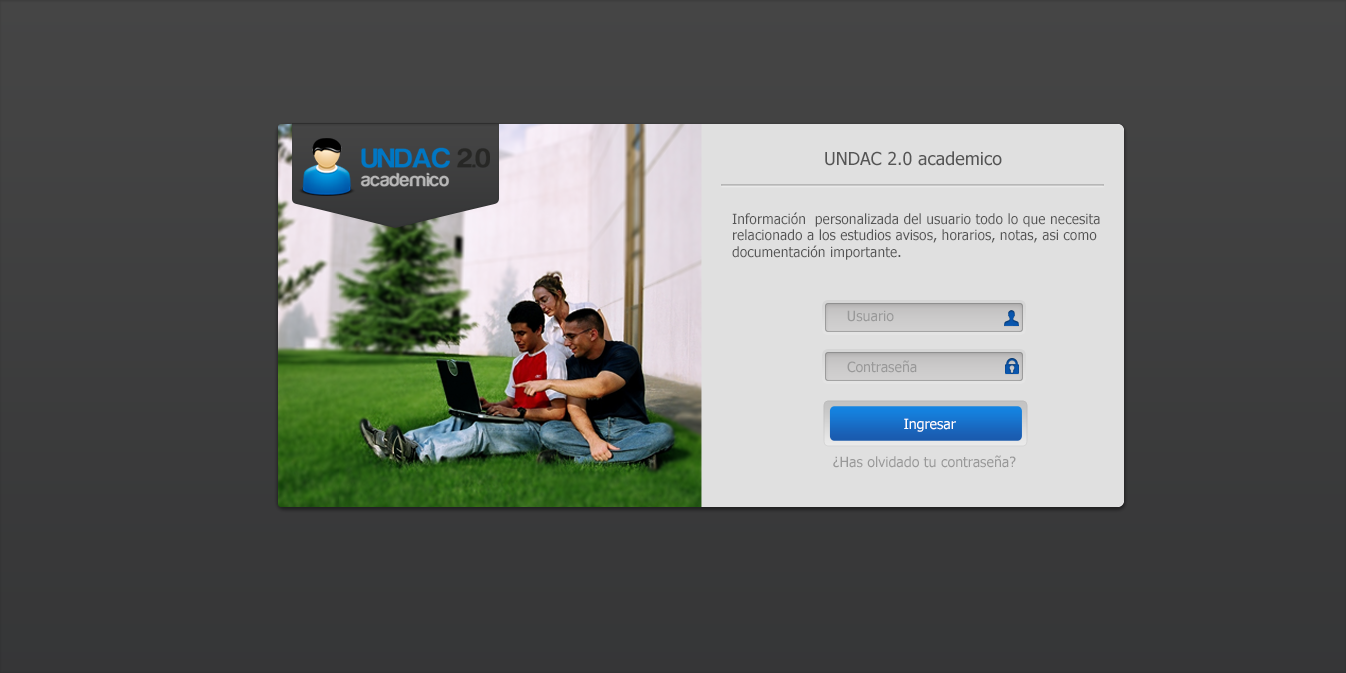 UNDAC 2.0
academico
UNDAC 2.0 academico
Información personalizada del usuario todo lo que necesita
relacionado a los estudios avisos, horarios, notas, asi como
documentación importante.
Usuario
Contraseña
Ingresar
¿Has olvidado tu contraseña?